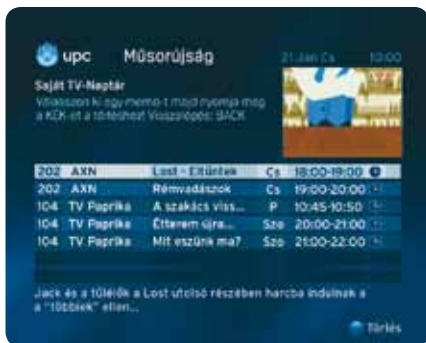 upc Műsorújság 21 Jan Cs 10:00
Saját TV-Naptár
Válasszon ki egy memo-t majd nyomja meg
a KÉK-et a törléshez! Visszalépés: BACK
202 AXN Lost - Eltűntek Cs 18:00-19:00
202 AXN Rémvadászok Cs 19:00-20:00
104 TV Paprika A szakács viss... P 10:45-10:50
104 TV Paprika Étterem újra... Szo 20:00-21:00
104 TV Paprika Mit eszünk ma? Szo 21:00-22:00
Jack és a túlélők a Lost utolsó részében harcba indulnak a
a "többiek" ellen...
Törlés